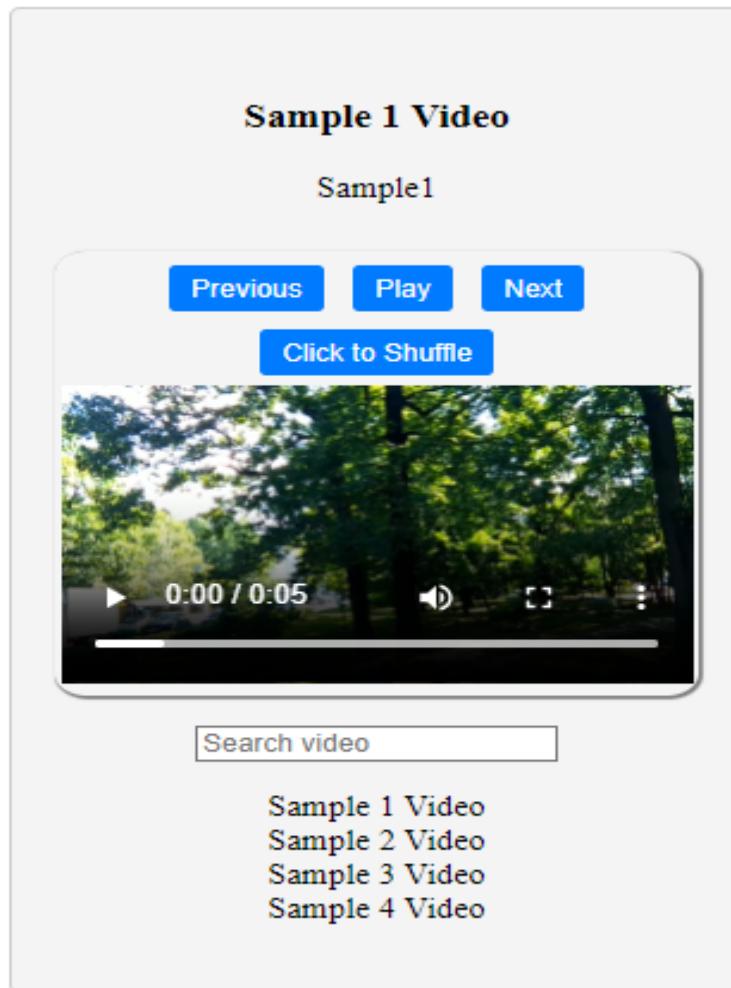 Sample 1 Video
Sample1
Previous Play Next
Click to Shuffle
0:00 / 0:05
Search video
Sample 1 Video
Sample 2 Video
Sample 3 Video
Sample 4 Video